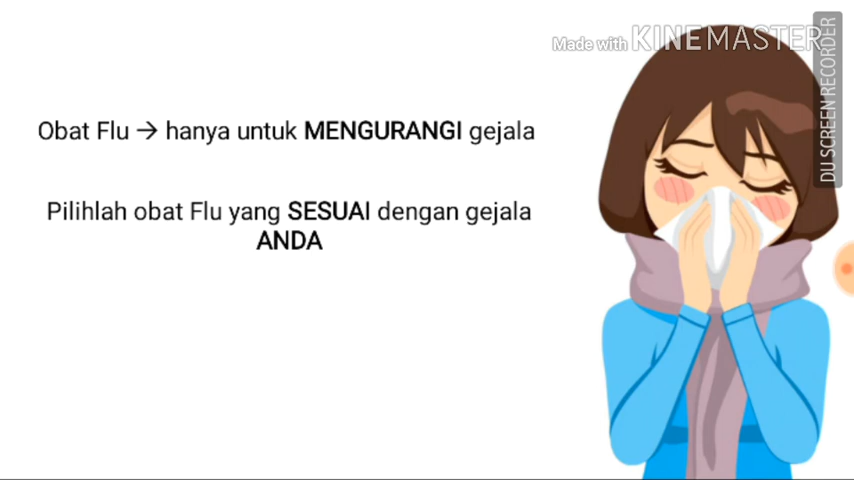 Made with KINEMASTER
DU SCREEN RECORDER
Obat Flu → hanya untuk MENGURANGI gejala
Pilihlah obat Flu yang SESUAI dengan gejala
ANDA